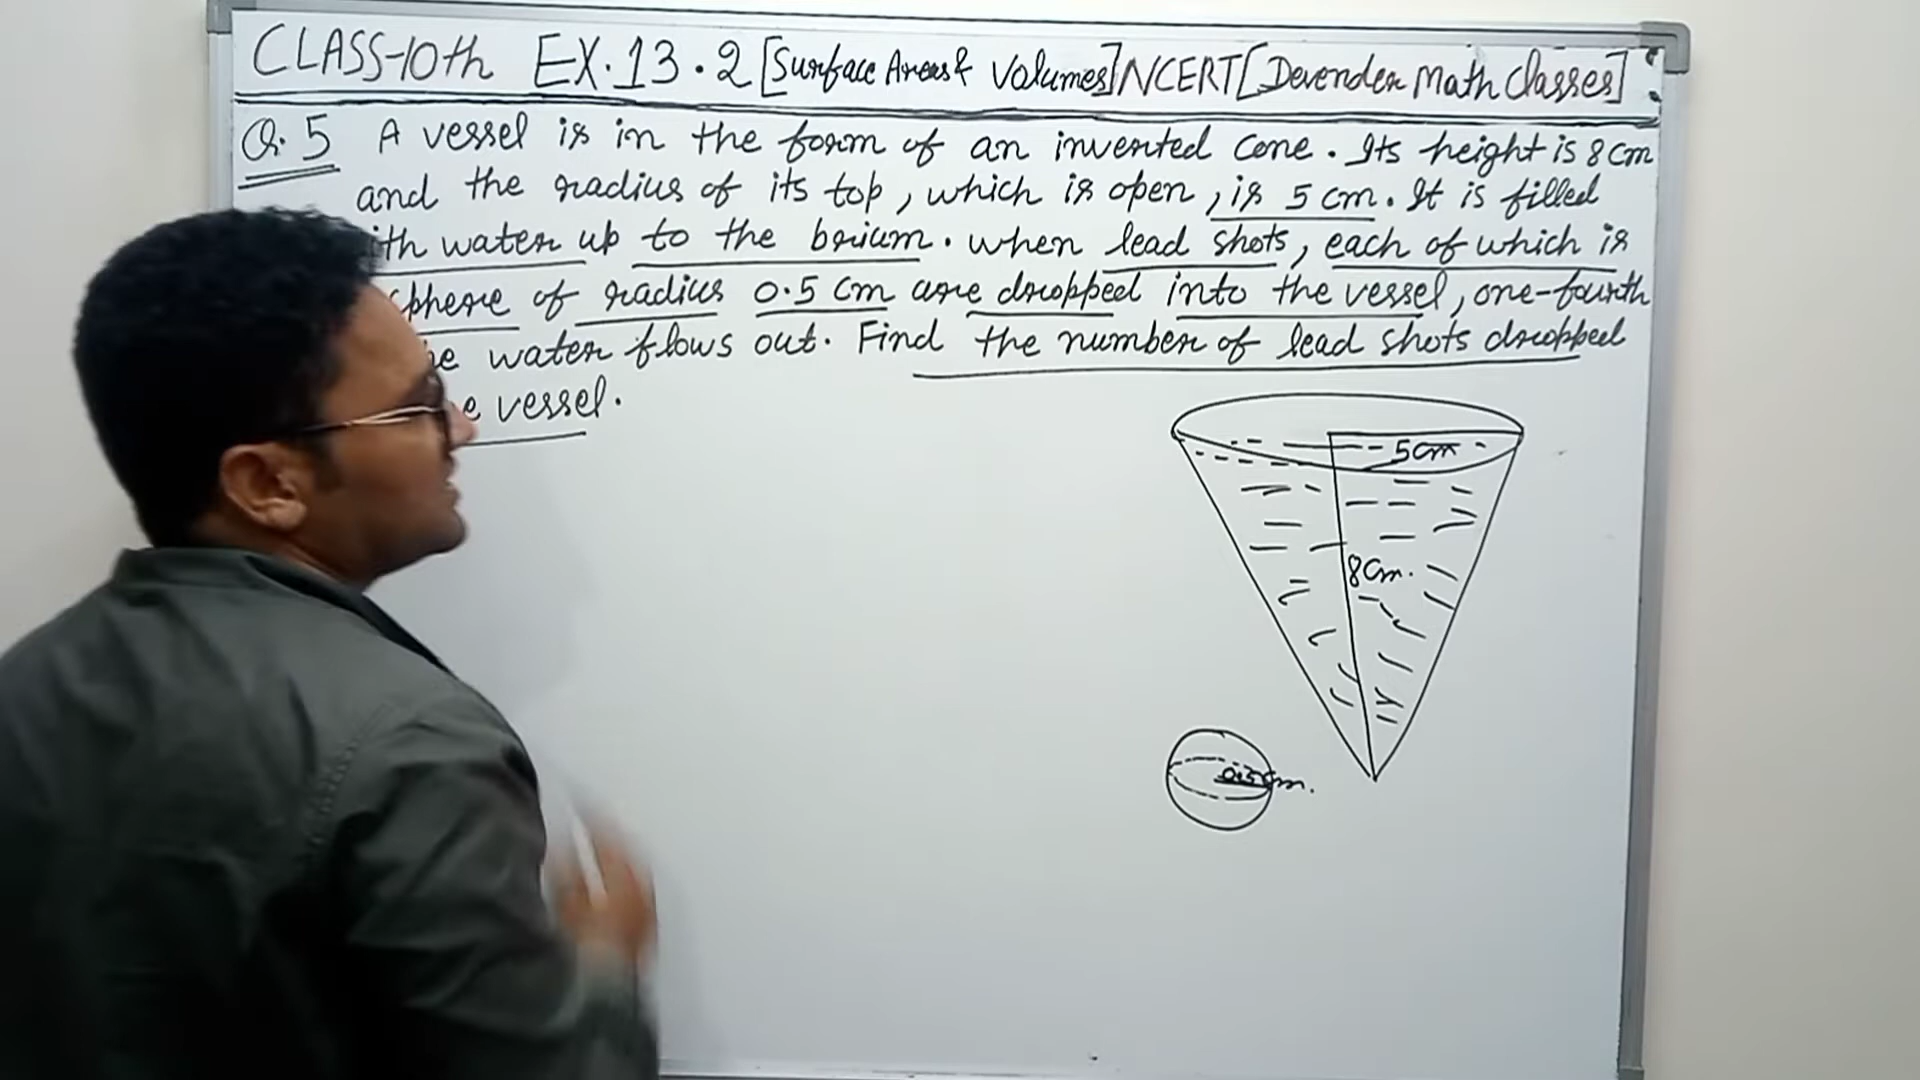 CLASS-10th EX.13.2 [Surface Areas & Volumes] NCERT [Devender Math Classes]
Q.5 A vessel is in the form of an inverted cone. Its height is 8 cm
and the radius of its top, which is open, is 5 cm. It is filled
ith water up to the brium. when lead shots, each of which is
sphere of radius 0.5 cm are dropped into the vessel, one-fourth
he water flows out. Find the number of lead shots dropped
e vessel.
5cm
8cm.
0.5cm.